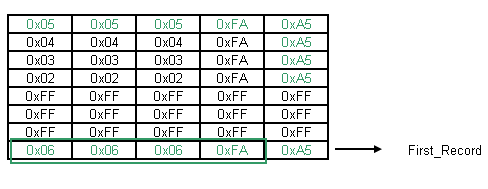 0x05 0x05 0x05 0xFA 0xA5
0x04 0x04 0x04 0xFA 0xA5
0x03 0x03 0x03 0xFA 0xA5
0x02 0x02 0x02 0xFA 0xA5
0xFF 0xFF 0xFF 0xFF 0xFF
0xFF 0xFF 0xFF 0xFF 0xFF
0xFF 0xFF 0xFF 0xFF 0xFF
0x06 0x06 0x06 0xFA 0xA5 First_Record